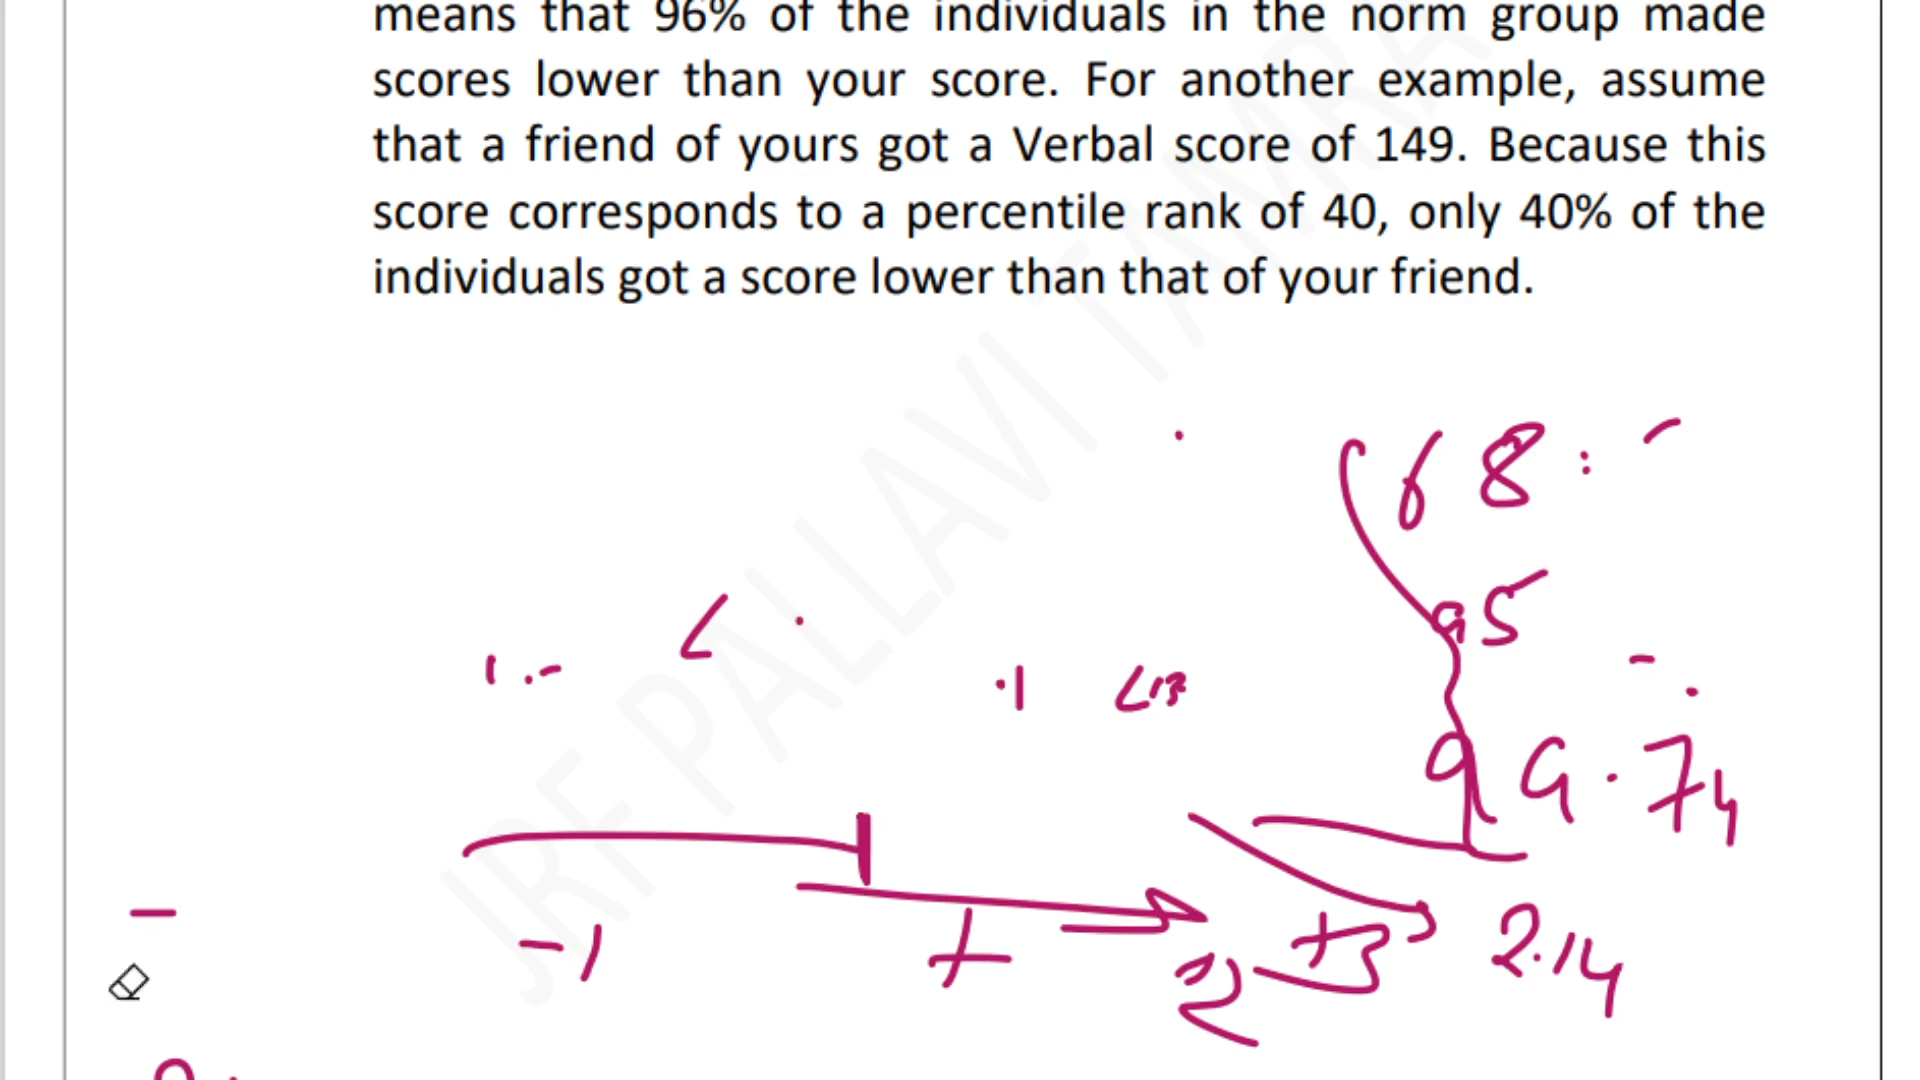 means that 96% of the individuals in the norm group made
scores lower than your score. For another example, assume
that a friend of yours got a Verbal score of 149. Because this
score corresponds to a percentile rank of 40, only 40% of the
individuals got a score lower than that of your friend.
JRF PALLAVI TAMRA
68
95
99.74
-1 + 2 +3 2.14